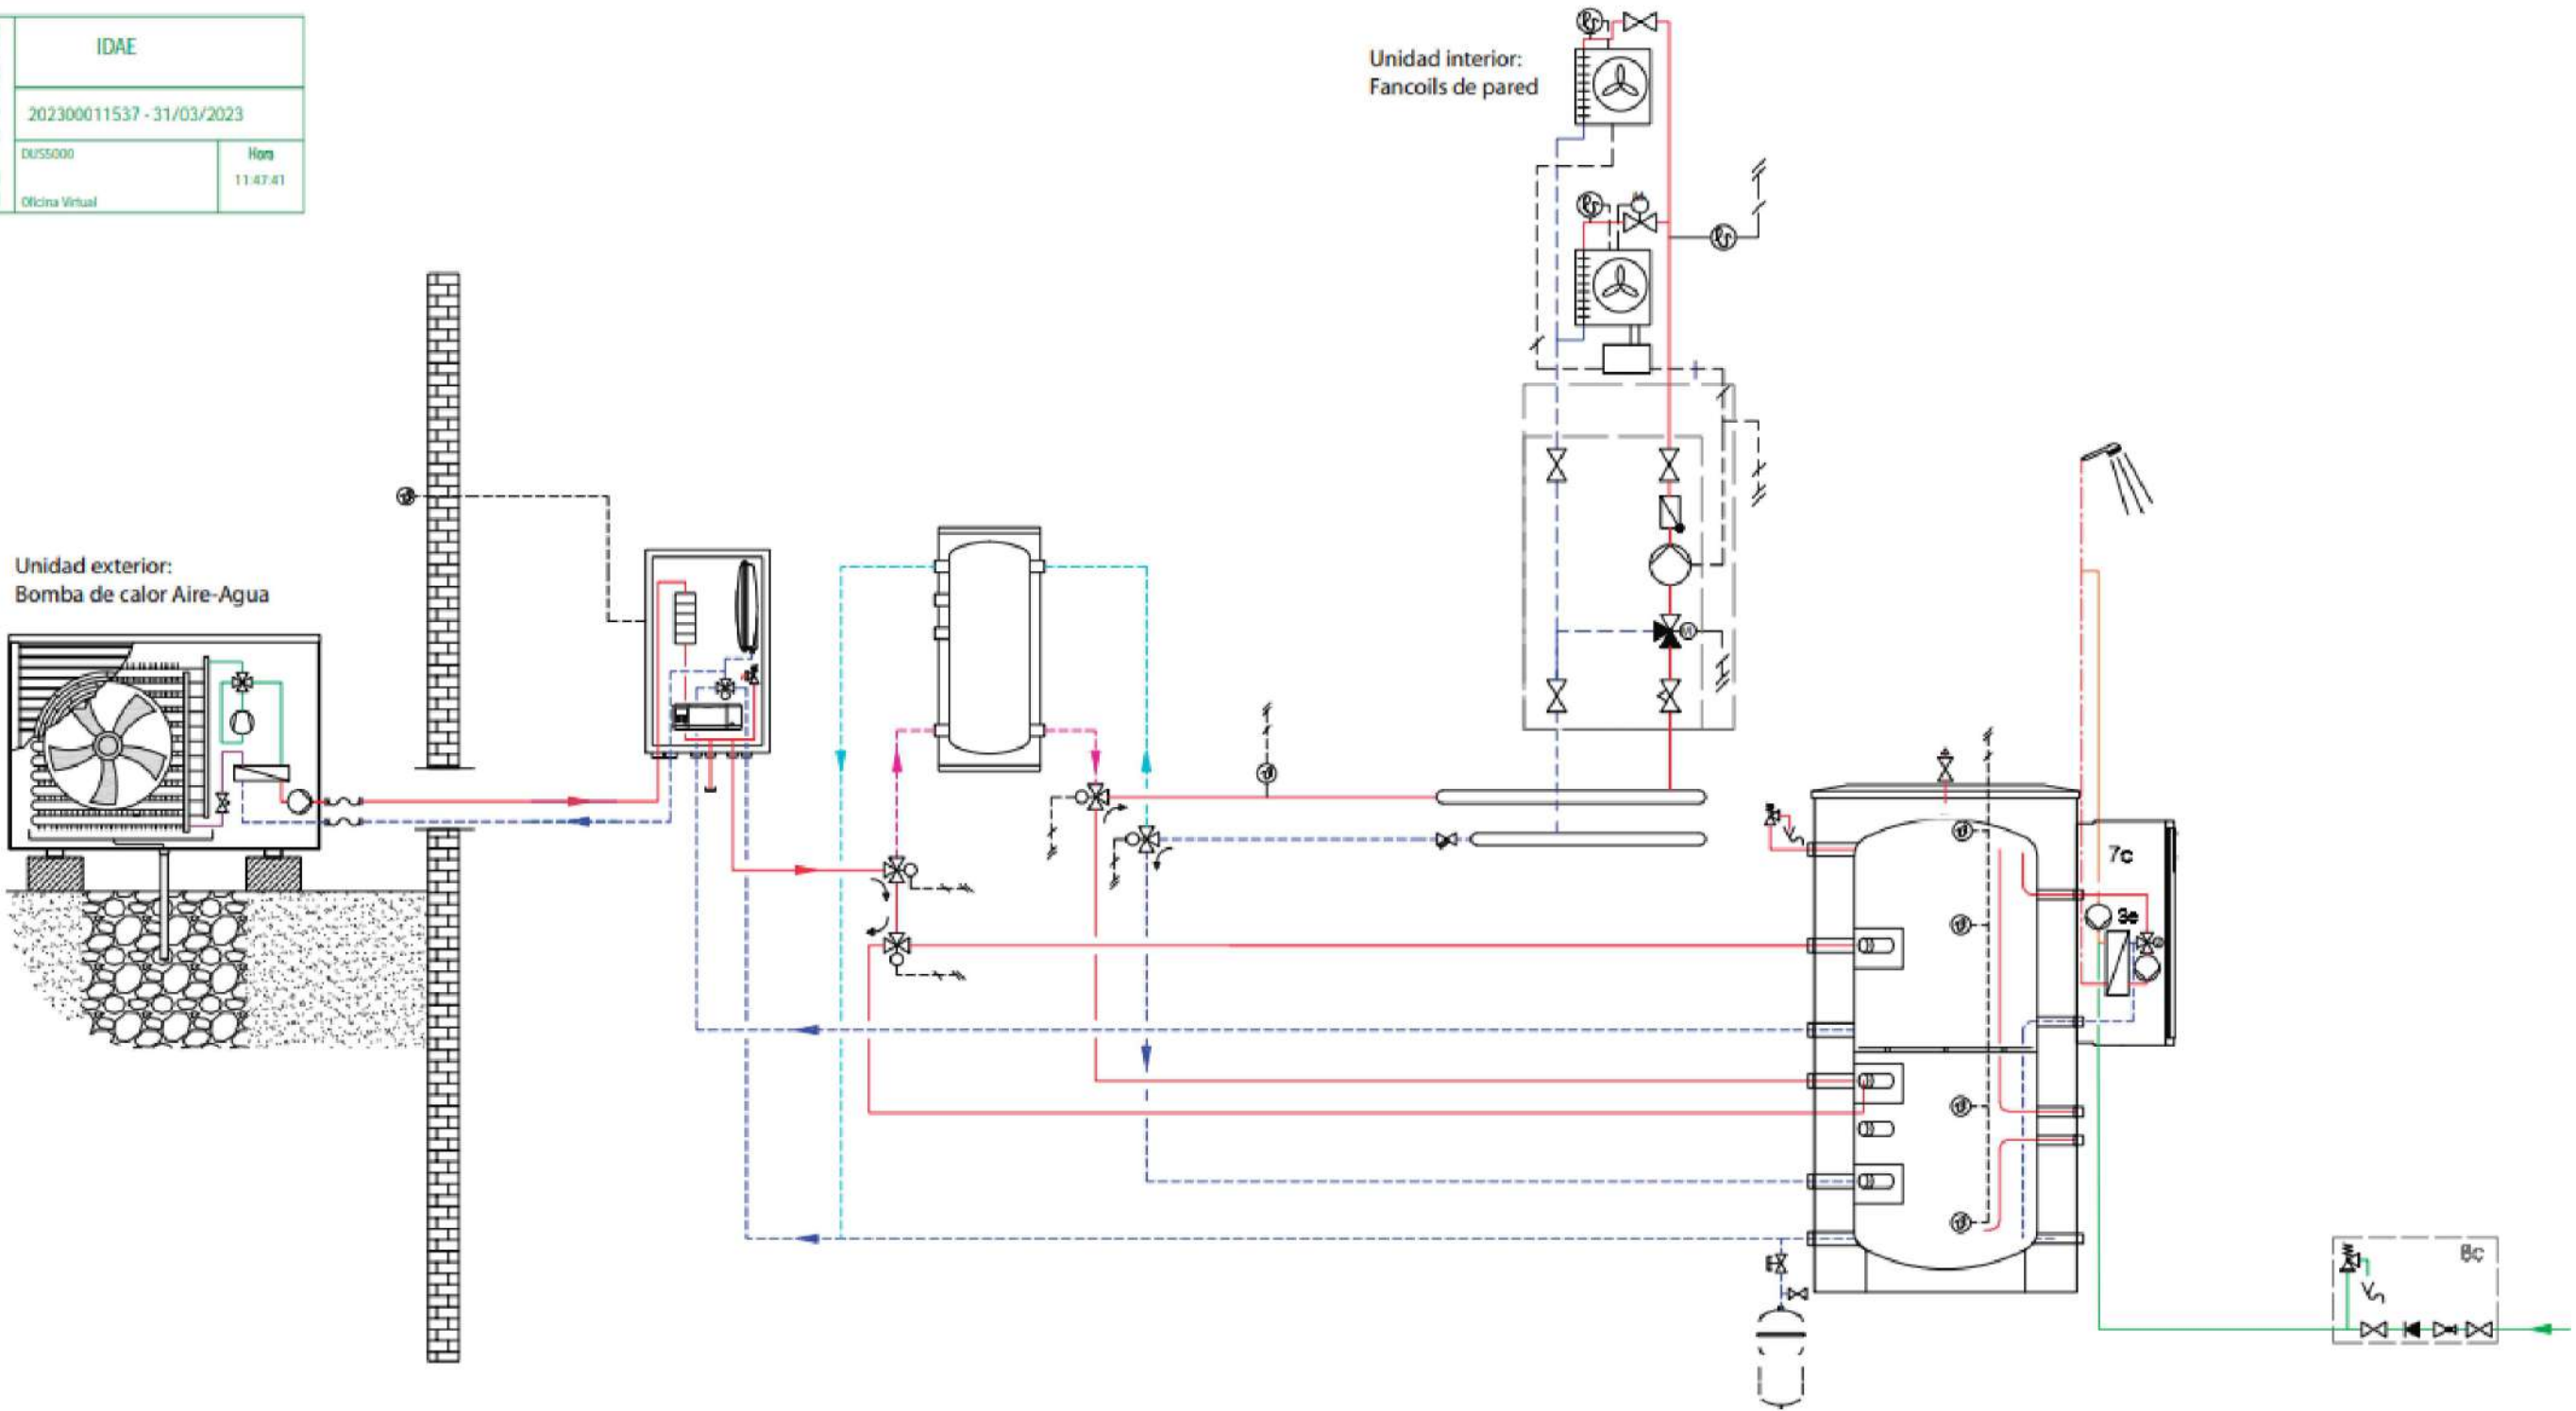 IDAE
202300011537 - 31/03/2023
DUS5000
Hora
11:47:41
Oficina Virtual
Unidad interior:
Fancoils de pared
Unidad exterior:
Bomba de calor Aire-Agua
7c
8c